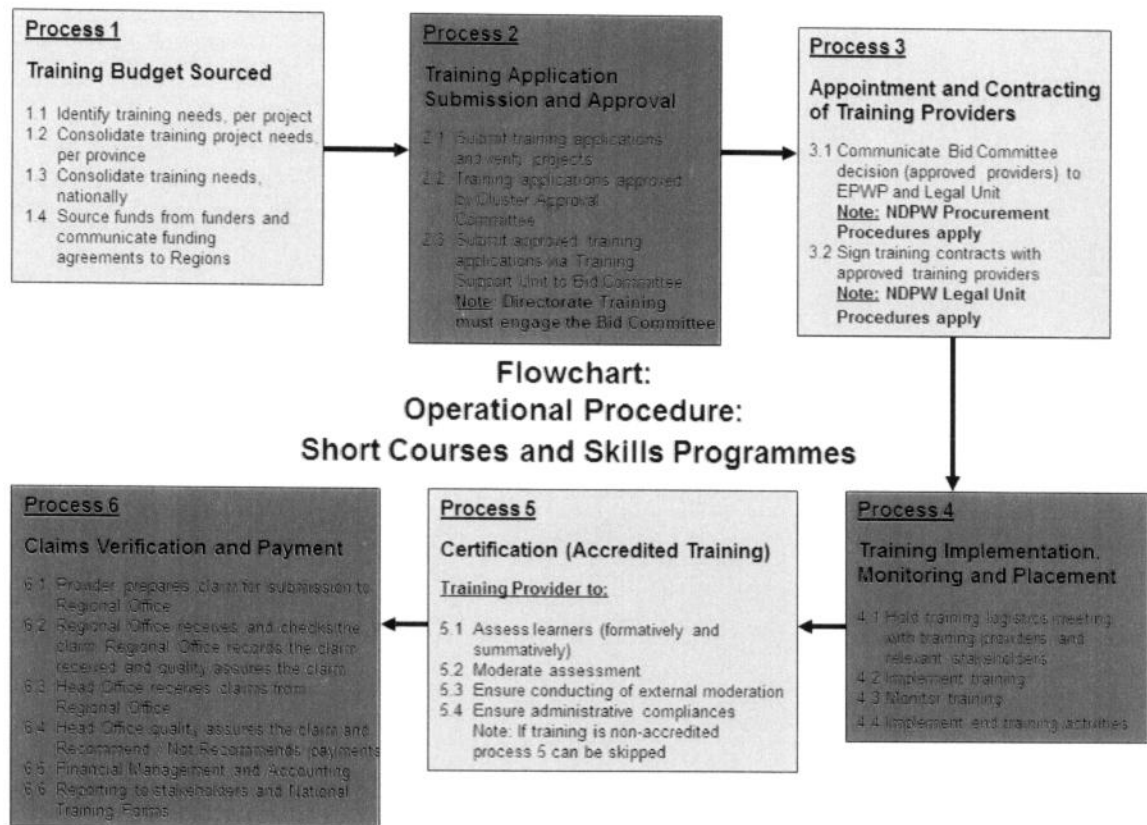 Process 1
Training Budget Sourced
1.1 Identify training needs, per project
1.2 Consolidate training project needs,
per province
1.3 Consolidate training needs,
nationally
1.4 Source funds from funders and
communicate funding
agreements to Regions
Process 2
Training Application
Submission and Approval
2.1 Submit training applications
and verify projects
2.2 Training applications approved
by Cluster Approval
Committee
2.3 Submit approved training
applications via Training
Support Unit to Bid Committee
Note: Directorate Training
must engage the Bid Committee
Process 3
Appointment and Contracting
of Training Providers
3.1 Communicate Bid Committee
decision (approved providers) to
EPWP and Legal Unit
Note: NDPW Procurement
Procedures apply
3.2 Sign training contracts with
approved training providers
Note: NDPW Legal Unit
Procedures apply
Flowchart:
Operational Procedure:
Short Courses and Skills Programmes
Process 4
Training Implementation.
Monitoring and Placement
4.1 Hold training logistics meeting
with training providers and
relevant stakeholders
4.2 Implement training
4.3 Monitor training
4.4 Implement end training activities
Process 5
Certification (Accredited Training)
Training Provider to:
5.1 Assess learners (formatively and
summatively)
5.2 Moderate assessment
5.3 Ensure conducting of external moderation
5.4 Ensure administrative compliances
Note: If training is non-accredited
process 5 can be skipped
Process 6
Claims Verification and Payment
6.1 Provider prepares claim for submission to
Regional Office
6.2 Regional Office receives and checks the
claim. Regional Office records the claim
received and quality assures the claim
6.3 Head Office receives claims from
Regional Office
6.4 Head Office quality assures the claim and
Recommend / Not Recommends payments
6.5 Financial Management and Accounting
6.6 Reporting to stakeholders and National
Training Forms